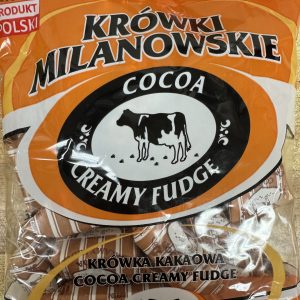 PRODUKT
POLSKI
KRÓWKI
MILANOWSKIE
COCOA
CREAMY FUDGE
KRÓWKA KAKAOWA
COCOA CREAMY FUDGE